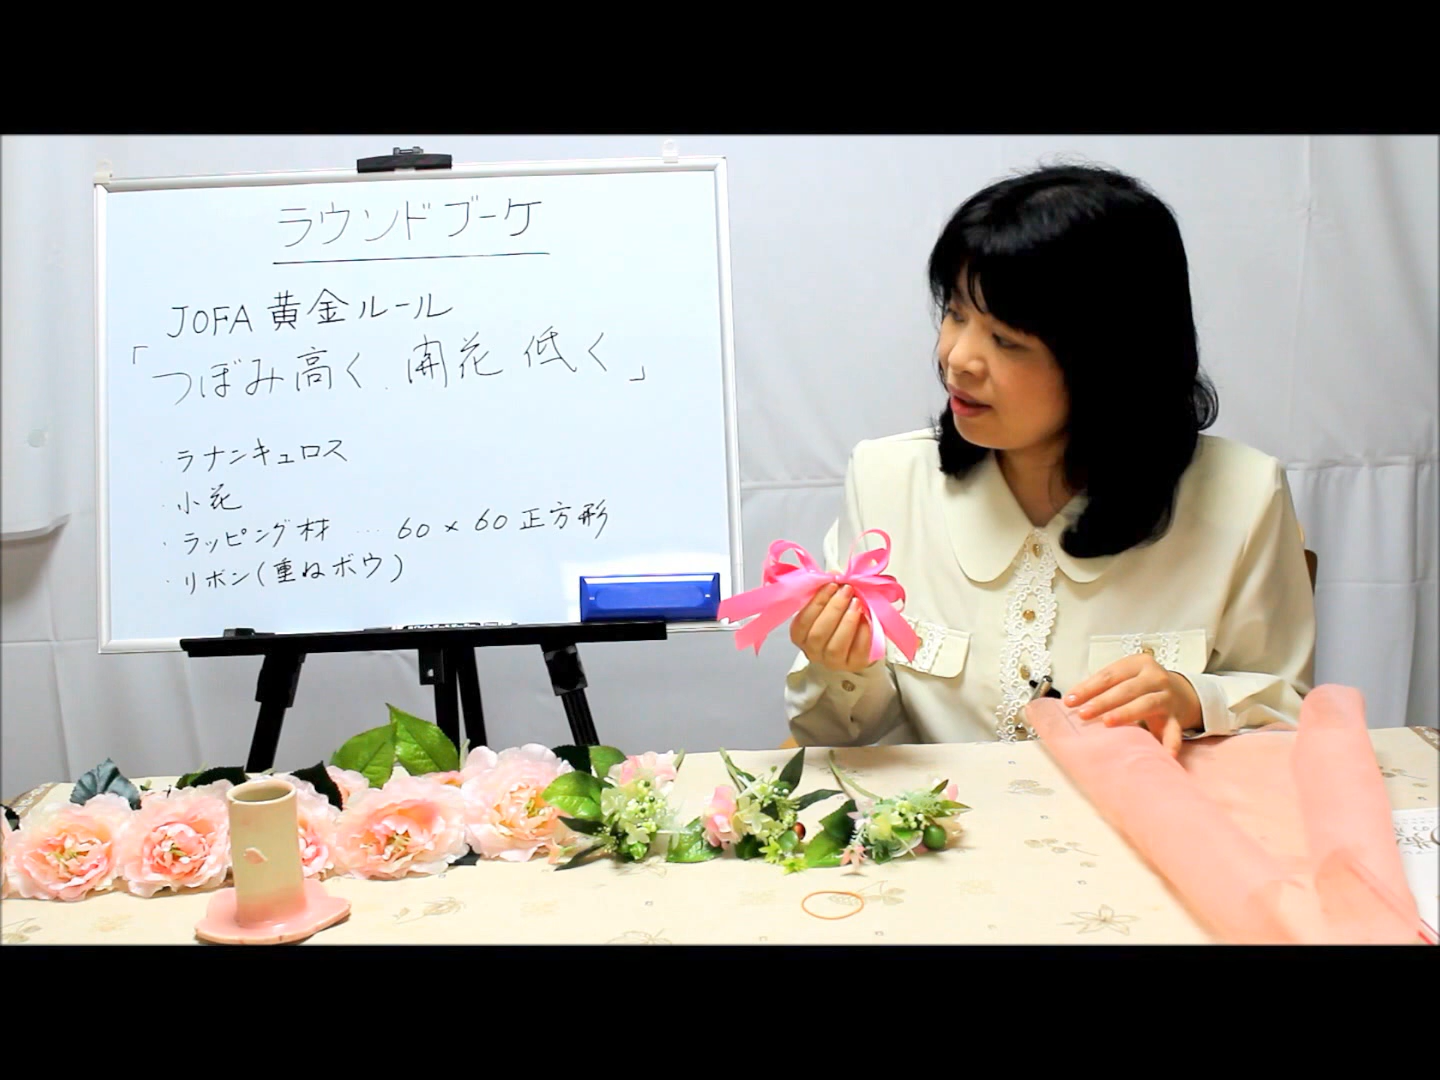 ラウンドブーケ
JOFA 黄金ルール
「つぼみ高く、開花低く」
・ラナンキュロス
・小花
・ラッピング材 … 60×60正方形
・リボン(重ねボウ)